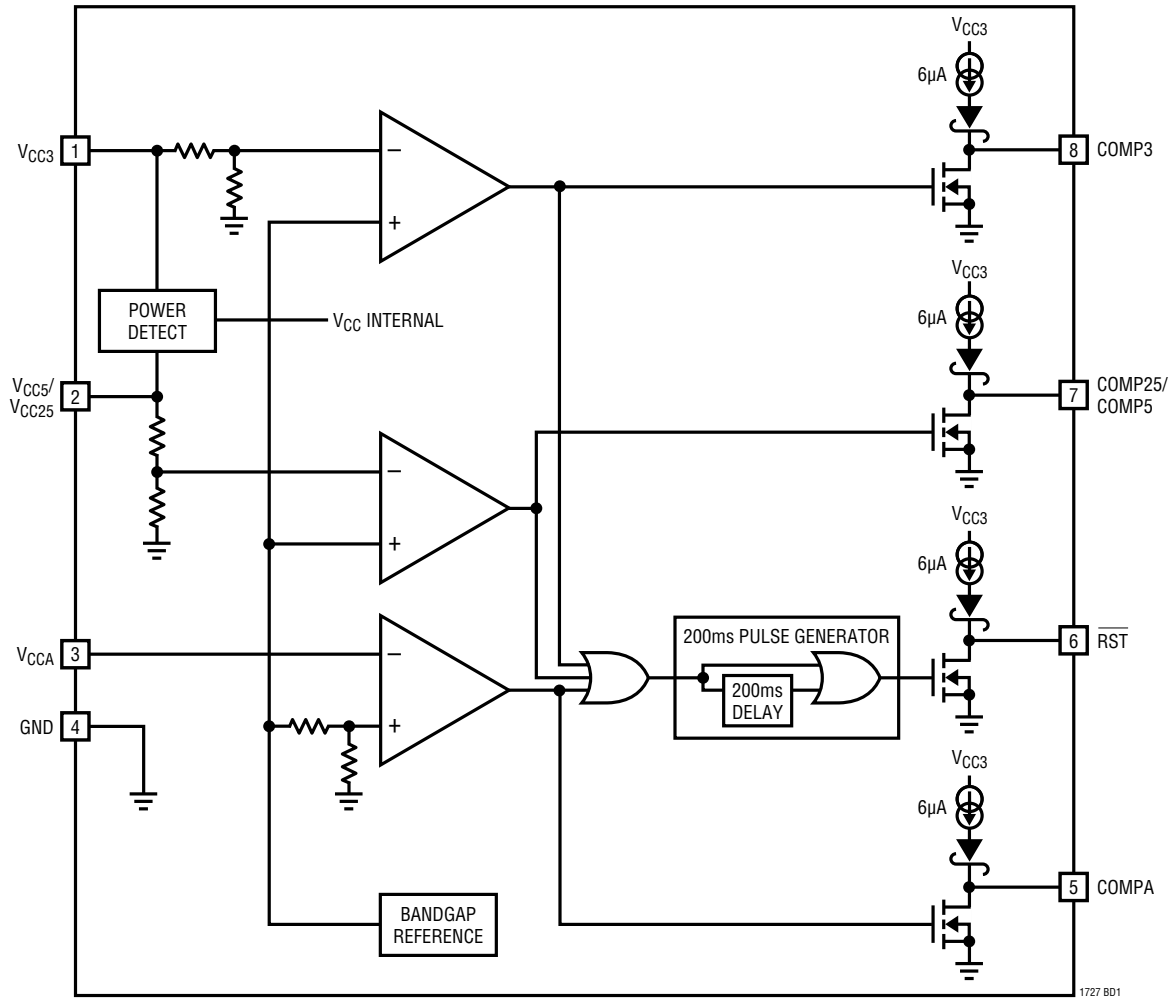 VCC3
6µA
VCC3 1
−
8 COMP3
+
VCC3
POWER
DETECT
VCC INTERNAL
6µA
VCC5/
VCC25
2
7
COMP25/
COMP5
−
VCC3
+
6µA
VCCA 3
−
200ms PULSE GENERATOR
6 RST
200ms
DELAY
GND 4
+
VCC3
6µA
5 COMPA
BANDGAP
REFERENCE
1727 BD1